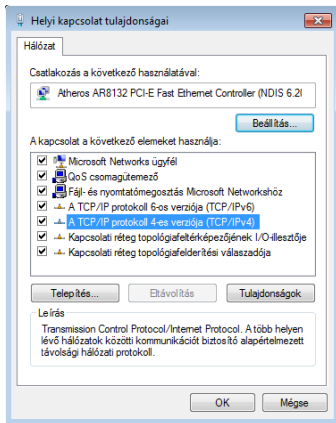 Helyi kapcsolat tulajdonságai
Hálózat
Csatlakozás a következő használatával:
Atheros AR8132 PCI-E Fast Ethernet Controller (NDIS 6.20
Beállítás...
A kapcsolat a következő elemeket használja:
Microsoft Networks ügyfél
QoS csomagütemező
Fájl- és nyomtatómegosztás Microsoft Networkshöz
A TCP/IP protokoll 6-os verziója (TCP/IPv6)
A TCP/IP protokoll 4-es verziója (TCP/IPv4)
Kapcsolati réteg topológiafeltérképezőjének I/O-illesztője
Kapcsolati réteg topológiafelderítési válaszadója
Telepítés...
Eltávolítás
Tulajdonságok
Leírás
Transmission Control Protocol/Internet Protocol. A több helyen
lévő hálózatok közötti kommunikációt biztosító alapértelmezett
távolsági hálózati protokoll.
OK
Mégse